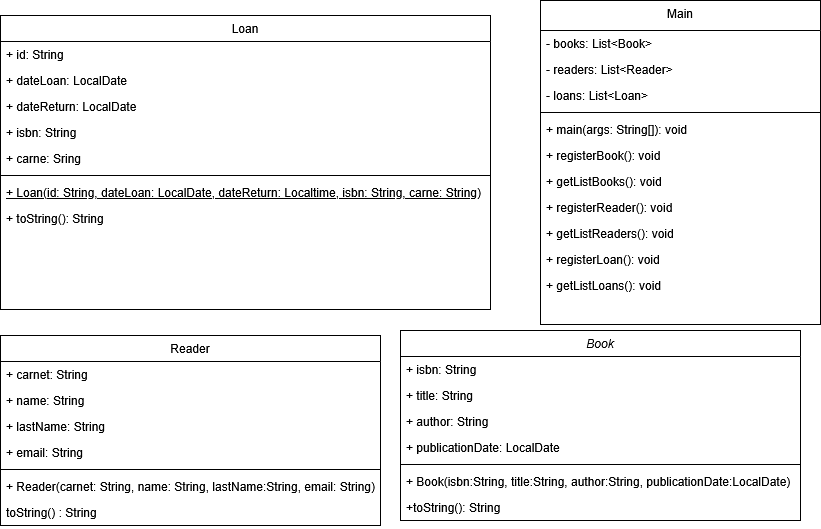 Loan
+ id: String
+ dateLoan: LocalDate
+ dateReturn: LocalDate
+ isbn: String
+ carne: Sring
+ Loan(id: String, dateLoan: LocalDate, dateReturn: Localtime, isbn: String, carne: String)
+ toString(): String
Main
- books: List<Book>
- readers: List<Reader>
- loans: List<Loan>
+ main(args: String[]): void
+ registerBook(): void
+ getListBooks(): void
+ registerReader(): void
+ getListReaders(): void
+ registerLoan(): void
+ getListLoans(): void
Reader
+ carnet: String
+ name: String
+ lastName: String
+ email: String
+ Reader(carnet: String, name: String, lastName:String, email: String)
toString() : String
Book
+ isbn: String
+ title: String
+ author: String
+ publicationDate: LocalDate
+ Book(isbn:String, title:String, author:String, publicationDate:LocalDate)
+toString(): String